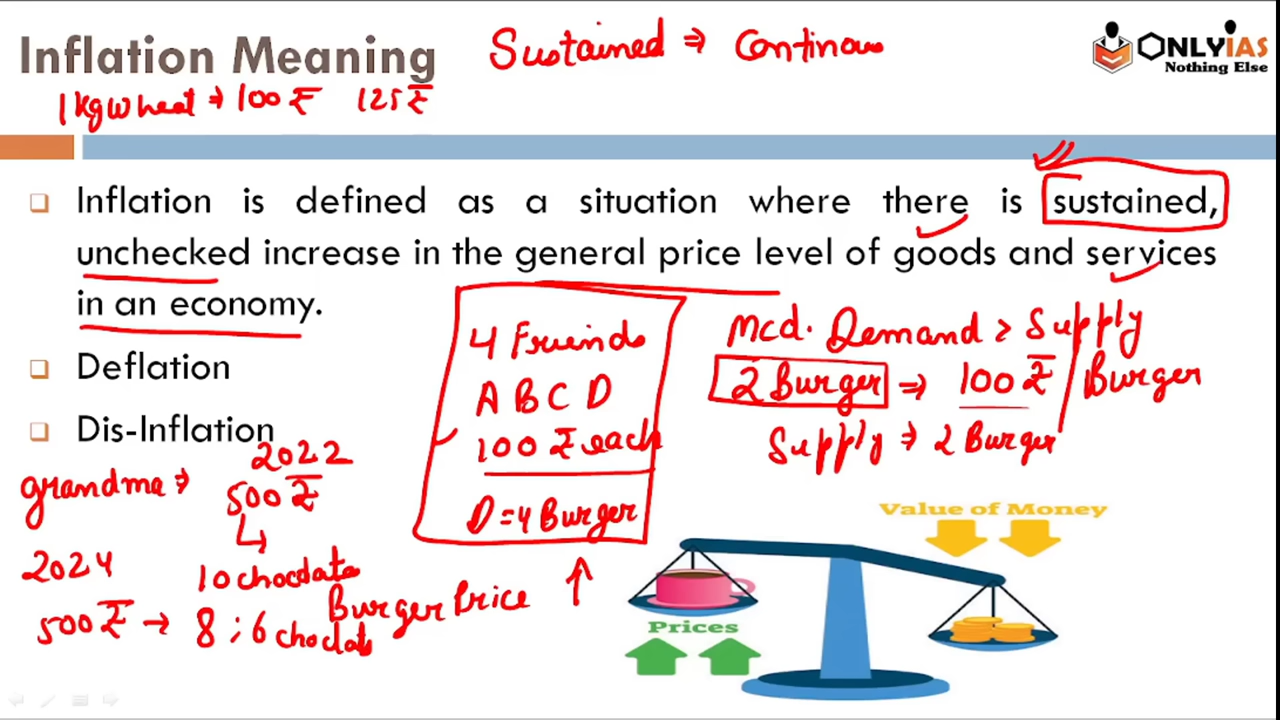 Inflation Meaning
Sustained ⇒ Continous
ONLYIAS
Nothing Else
1kg wheat → 100 ₹ 125 ₹
Inflation is defined as a situation where there is sustained,
unchecked increase in the general price level of goods and services
in an economy.
Deflation
Dis-Inflation
4 Friends
A B C D
100 ₹ each
D = 4 Burger
Mcd. Demand > Supply
2 Burger ⇒ 100 ₹ / Burger
Supply ⇒ 2 Burger
grandma ⇒ 2022
500 ₹
↳ 10 chocolate
2024
500 ₹ → 8 ; 6 chocolat
Burger Price ↑
Value of Money
Prices